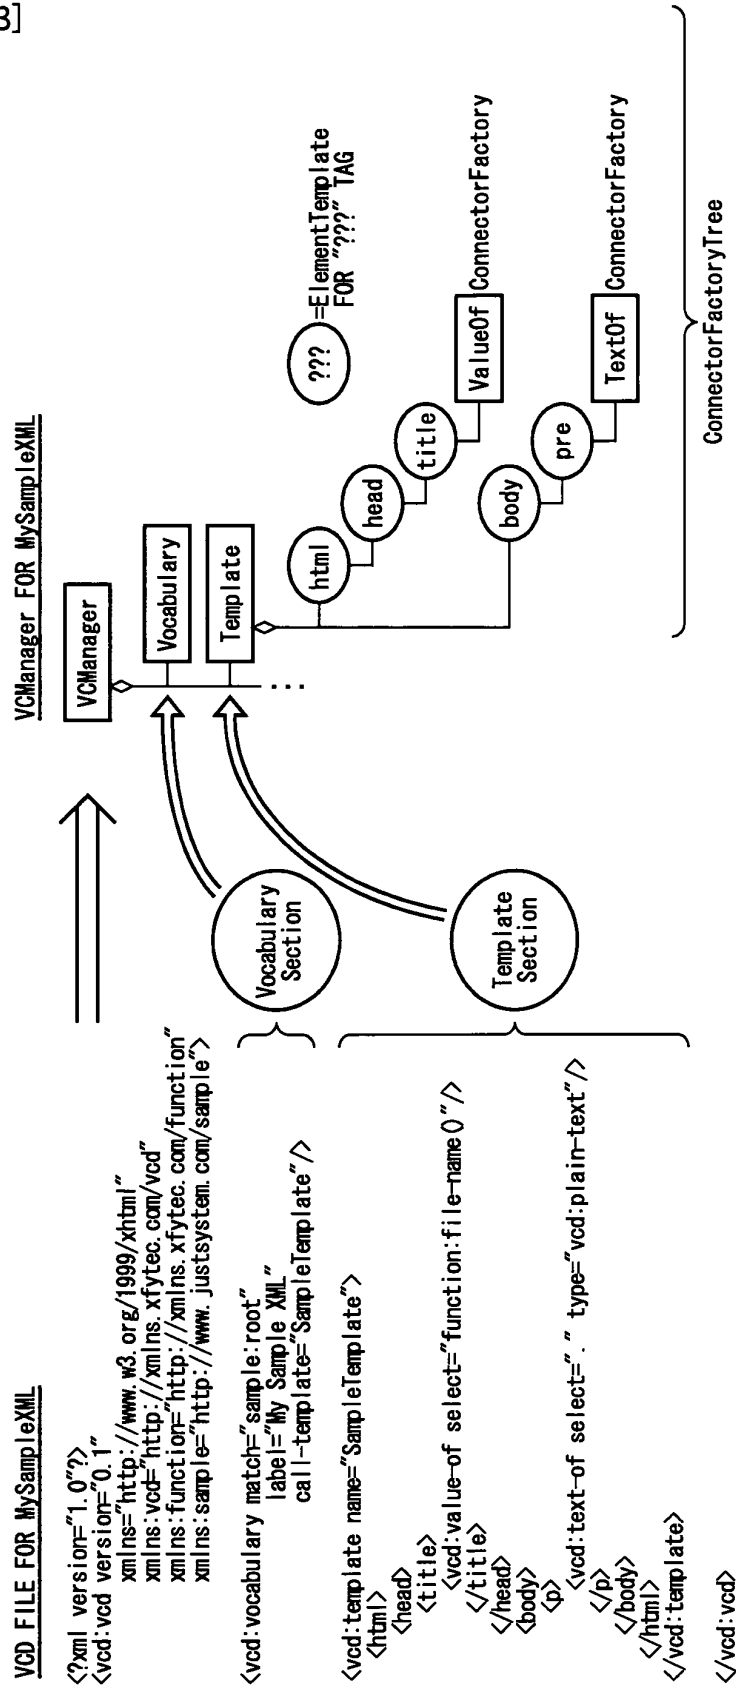 3]
VCD FILE FOR MySampleXML
<?xml version="1.0"?>
<vcd:vcd version="0.1"
xmlns="http://www.w3.org/1999/xhtml"
xmlns:vcd="http://xmlns.xfytec.com/vcd"
xmlns:function="http://xmlns.xfytec.com/function"
xmlns:sample="http://www.justsystem.com/sample">
<vcd:vocabulary match="sample:root"
label="My Sample XML"
call-template="SampleTemplate"/>
<vcd:template name="SampleTemplate">
<html>
<head>
<title>
<vcd:value-of select="function:file-name()"/>
</title>
</head>
<body>
<p>
<vcd:text-of select="." type="vcd:plain-text"/>
</p>
</body>
</html>
</vcd:template>
</vcd:vcd>
Vocabulary
Section
Template
Section
VCManager FOR MySampleXML
VCManager
Vocabulary
Template
...
html
head
title
ValueOf ConnectorFactory
body
pre
TextOf ConnectorFactory
??? =ElementTemplate
FOR "???" TAG
ConnectorFactoryTree